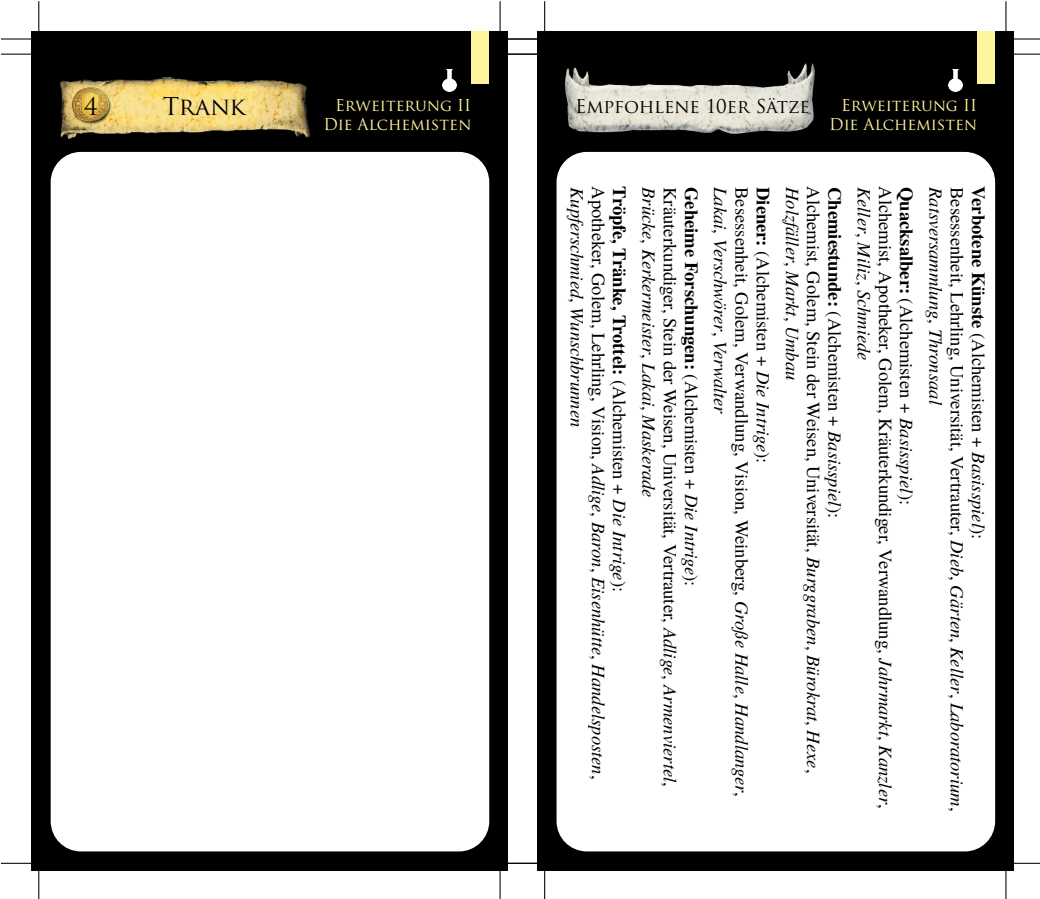 4
TRANK
ERWEITERUNG II
DIE ALCHEMISTEN
EMPFOHLENE 10ER SÄTZE
ERWEITERUNG II
DIE ALCHEMISTEN
Verbotene Künste (Alchemisten + Basisspiel):
Besessenheit, Lehrling, Universität, Vertrauter, Dieb, Gärten, Keller, Laboratorium,
Ratsversammlung, Thronsaal
Quacksalber: (Alchemisten + Basisspiel):
Alchemist, Apotheker, Golem, Kräuterkundiger, Verwandlung, Jahrmarkt, Kanzler,
Keller, Miliz, Schmiede
Chemiestunde: (Alchemisten + Basisspiel):
Alchemist, Golem, Stein der Weisen, Universität, Burggraben, Bürokrat, Hexe,
Holzfäller, Markt, Umbau
Diener: (Alchemisten + Die Intrige):
Besessenheit, Golem, Verwandlung, Vision, Weinberg, Große Halle, Handlanger,
Lakai, Verschwörer, Verwalter
Geheime Forschungen: (Alchemisten + Die Intrige):
Kräuterkundiger, Stein der Weisen, Universität, Vertrauter, Adlige, Armenviertel,
Brücke, Kerkermeister, Lakai, Maskerade
Tröpfe, Tränke, Trottel: (Alchemisten + Die Intrige):
Apotheker, Golem, Lehrling, Vision, Adlige, Baron, Eisenhütte, Handelsposten,
Kupferschmied, Wunschbrunnen